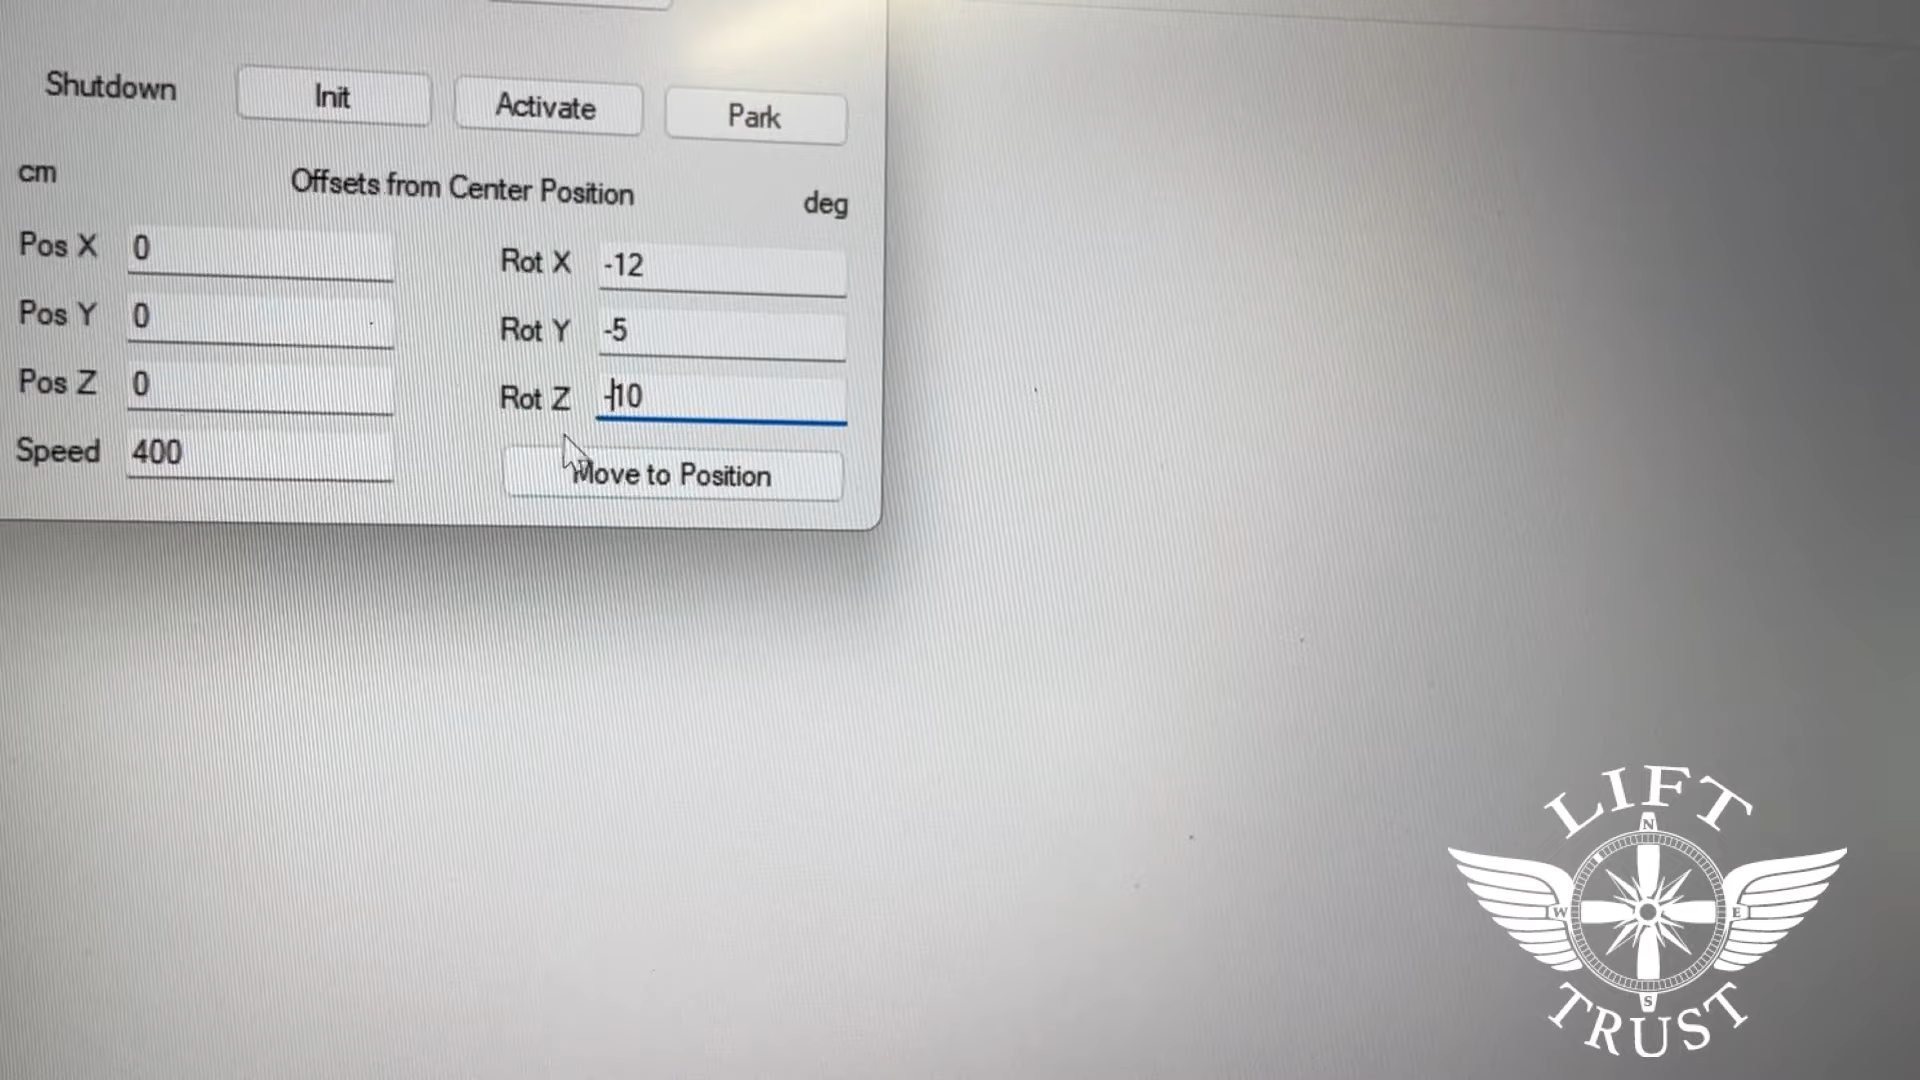 Shutdown
Init
Activate
Park
cm
Offsets from Center Position
deg
Pos X 0
Rot X -12
Pos Y 0
Rot Y -5
Pos Z 0
Rot Z -10
Speed 400
Move to Position
LIFT
N
W E
S
TRUST